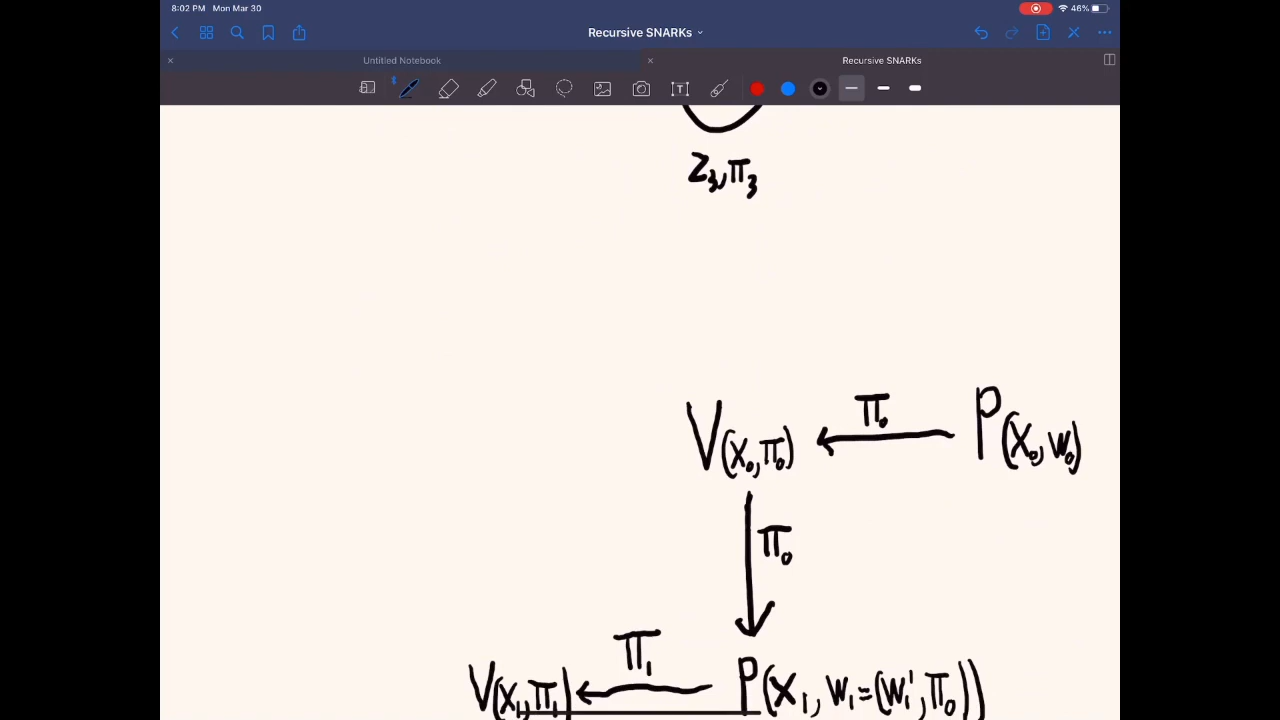 8:02 PM Mon Mar 30 46%
Recursive SNARKs
Untitled Notebook Recursive SNARKs
T
z₃, π₃
π₀
V(x₀, π₀) P(x₀, w₀)
π₀
π₁
V(x₁, π₁) P(x₁, w₁=(w₁', π₀))